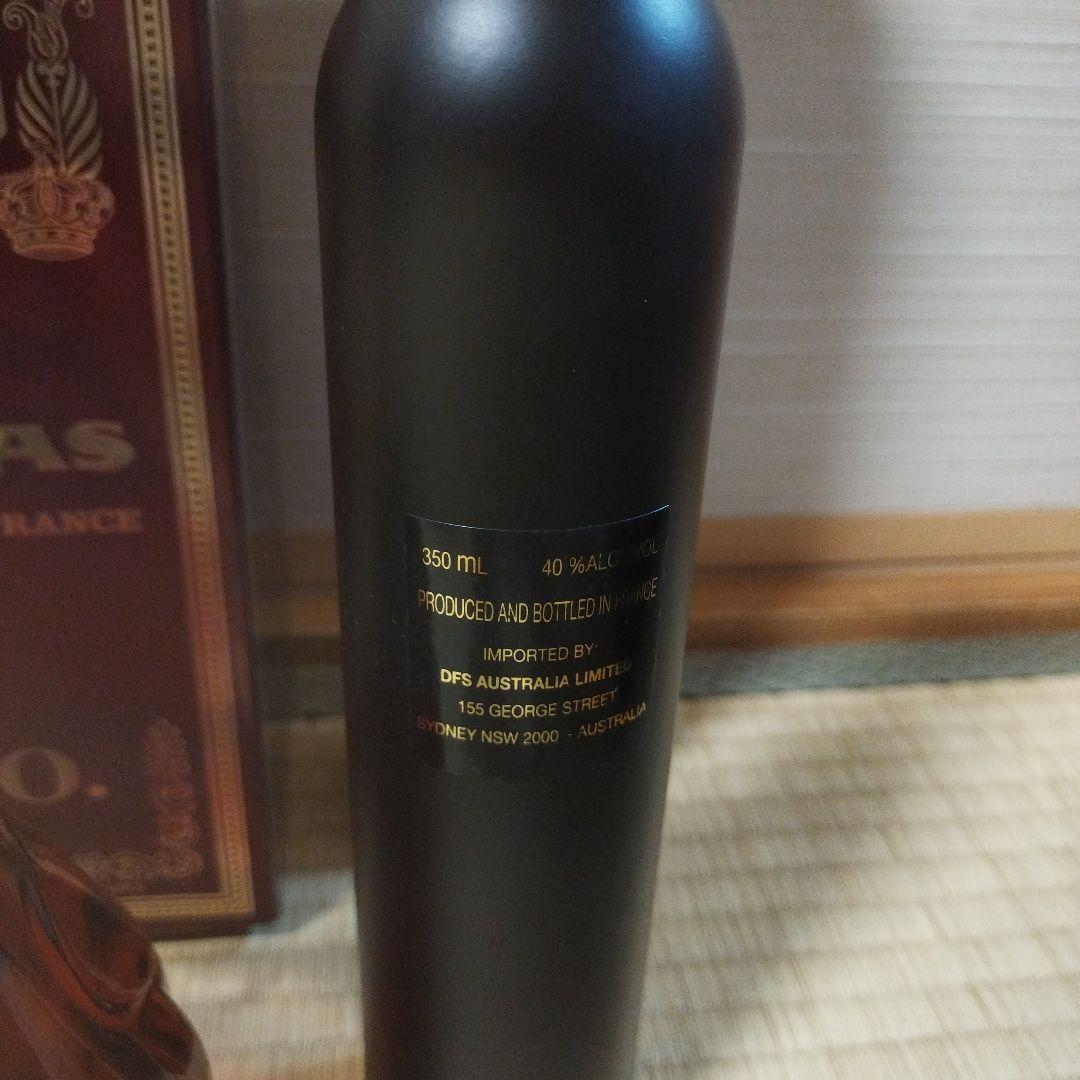 AS
FRANCE
O.
350 mL 40 %ALC VOL
PRODUCED AND BOTTLED IN FRANCE
IMPORTED BY:
DFS AUSTRALIA LIMITED
155 GEORGE STREET
SYDNEY NSW 2000 - AUSTRALIA